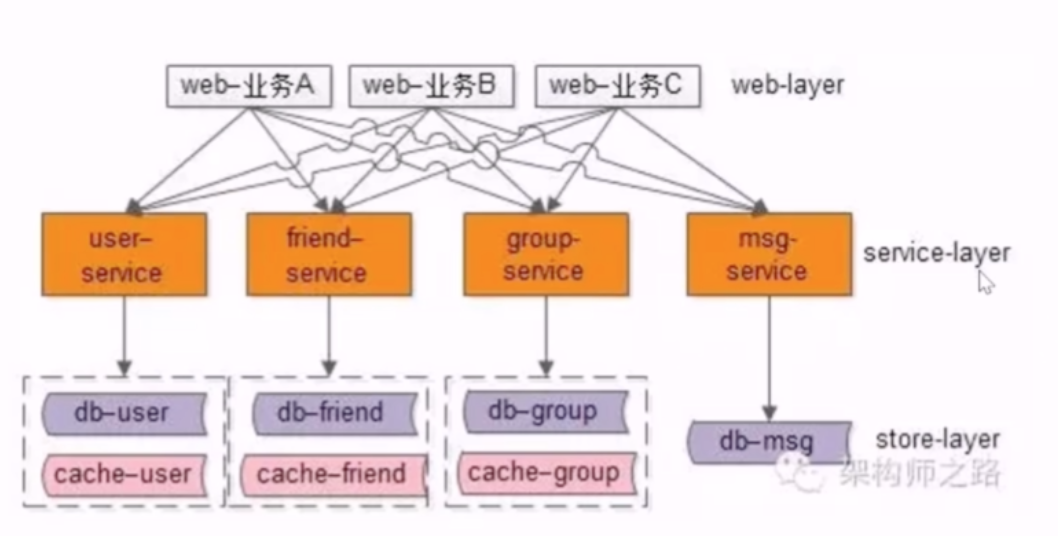 web–业务A
web–业务B
web–业务C
web-layer
user–
service
friend–
service
group-
service
msg-
service
service-layer
db–user
db–friend
db–group
db–msg
store-layer
cache–user
cache–friend
cache–group
架构师之路